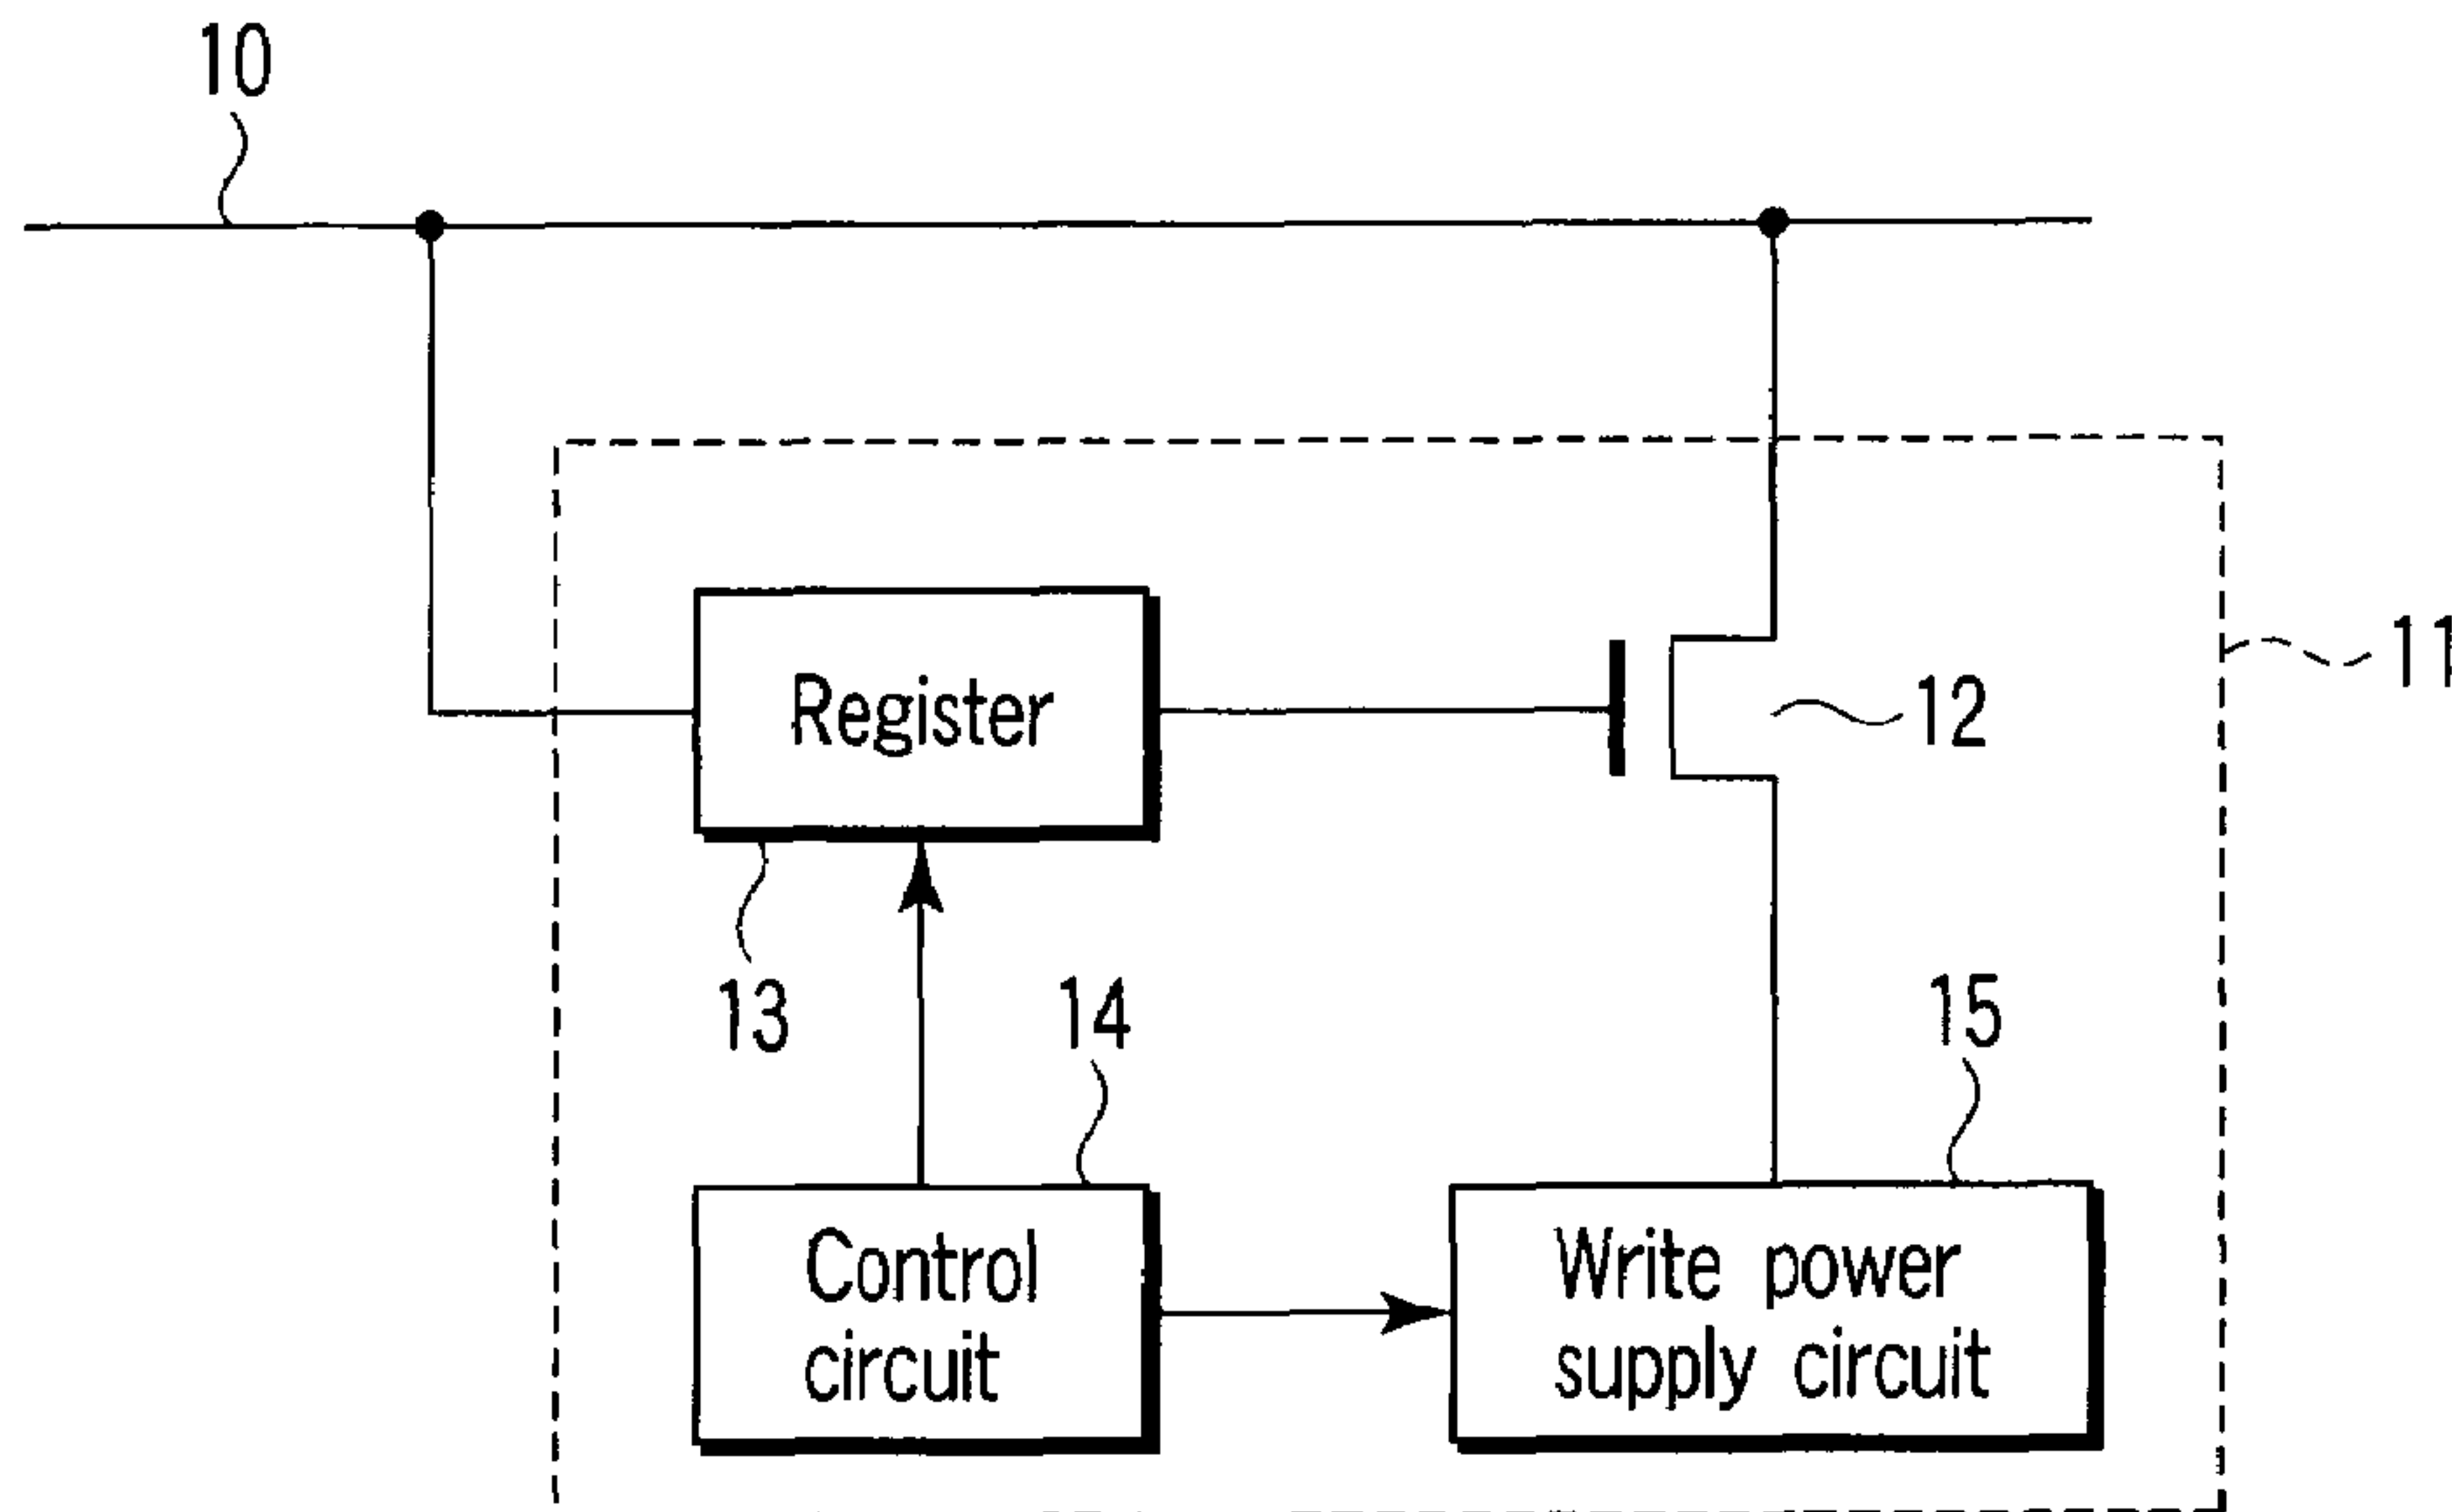 10
11
Register
12
13
14
15
Control
circuit
Write power
supply circuit